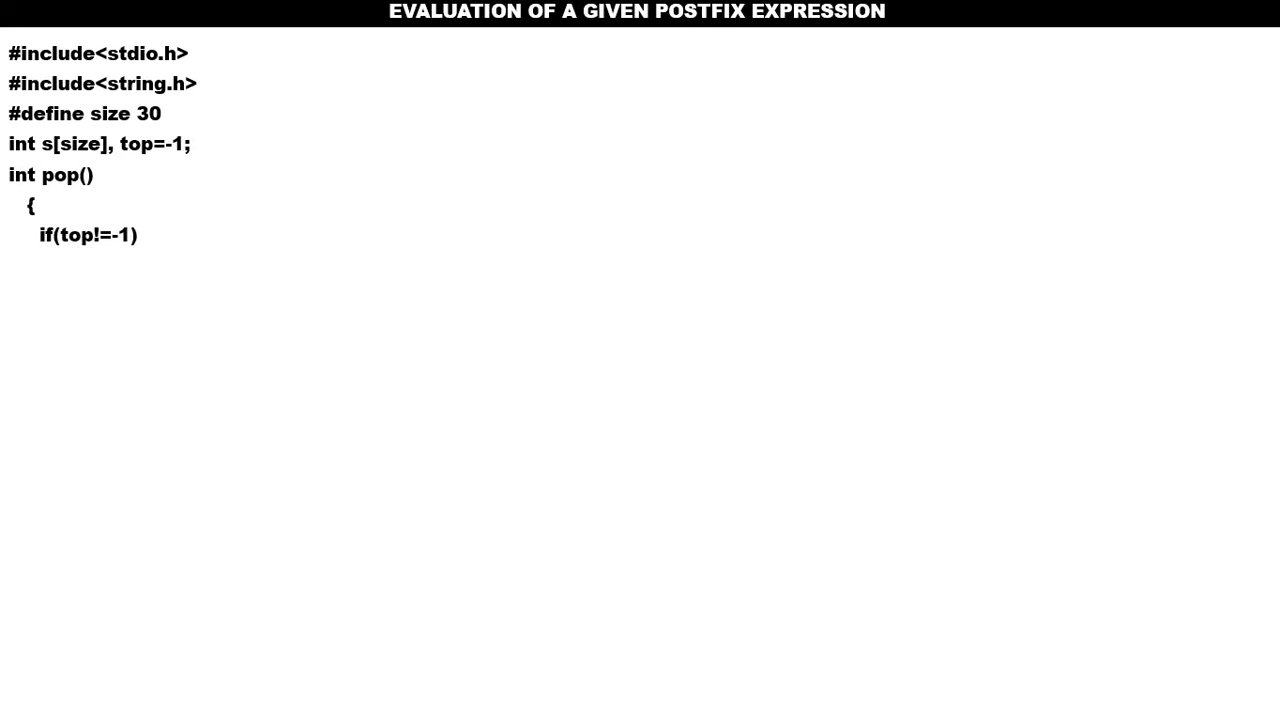 EVALUATION OF A GIVEN POSTFIX EXPRESSION
#include<stdio.h>
#include<string.h>
#define size 30
int s[size], top=-1;
int pop()
{
if(top!=-1)